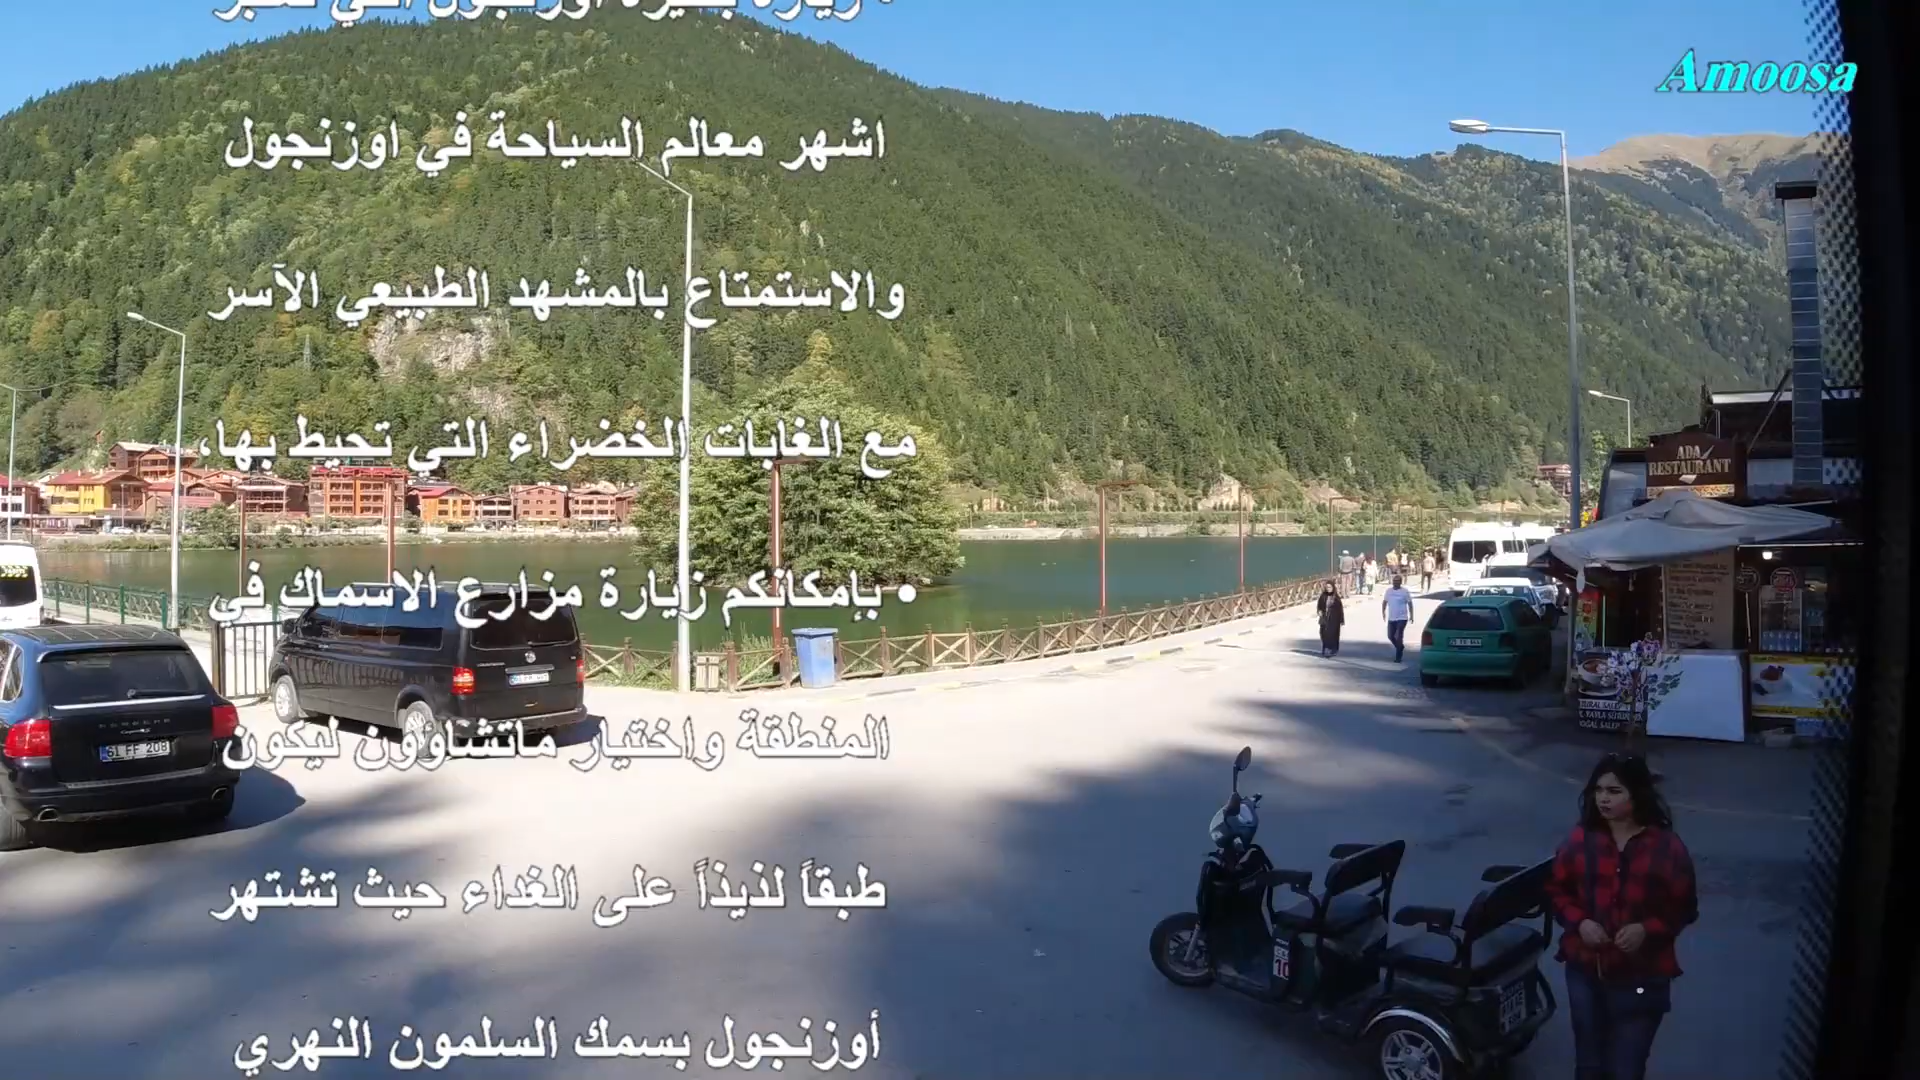 Amoosa
اشهر معالم السياحة في اوزنجول
والاستمتاع بالمشهد الطبيعي الآسر
مع الغابات الخضراء التي تحيط بها،
• بإمكانكم زيارة مزارع الاسماك في
المنطقة واختيار ماتشاؤون ليكون
طبقاً لذيذاً على الغداء حيث تشتهر
أوزنجول بسمك السلمون النهري
ADA
RESTAURANT
61 FF 208